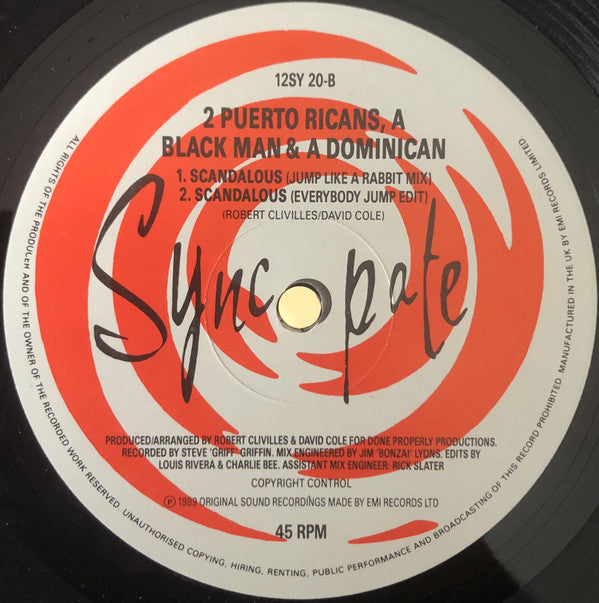 12SY 20-B
2 PUERTO RICANS, A
BLACK MAN & A DOMINICAN
1. SCANDALOUS (JUMP LIKE A RABBIT MIX)
2. SCANDALOUS (EVERYBODY JUMP EDIT)
(ROBERT CLIVILLES/DAVID COLE)
Sync pate
PRODUCED/ARRANGED BY ROBERT CLIVILLES & DAVID COLE FOR DONE PROPERLY PRODUCTIONS.
RECORDED BY STEVE 'GRIFF' GRIFFIN. MIX ENGINEERED BY JIM 'BONZAI' LYONS. EDITS BY
LOUIS RIVERA & CHARLIE BEE. ASSISTANT MIX ENGINEER: RICK SLATER
COPYRIGHT CONTROL
℗ 1989 ORIGINAL SOUND RECORDINGS MADE BY EMI RECORDS LTD
45 RPM
ALL RIGHTS OF THE PRODUCER AND OF THE OWNER OF THE RECORDED WORK RESERVED. UNAUTHORISED COPYING, HIRING, RENTING, PUBLIC PERFORMANCE AND BROADCASTING OF THIS RECORD PROHIBITED. MANUFACTURED IN THE UK BY EMI RECORDS LIMITED.